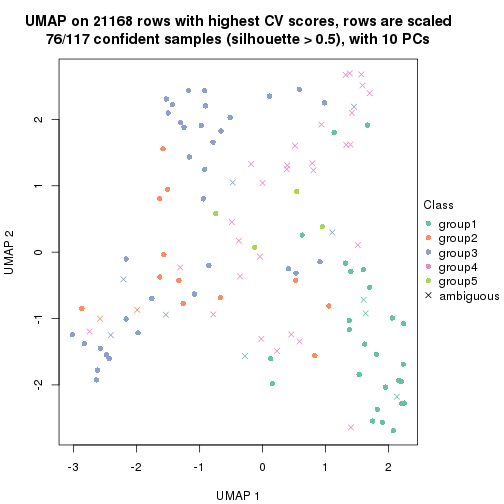 UMAP on 21168 rows with highest CV scores, rows are scaled
76/117 confident samples (silhouette > 0.5), with 10 PCs
UMAP 2
2
1
0
-1
-2
-3
-2
-1
0
1
2
UMAP 1
Class
group1
group2
group3
group4
group5
ambiguous